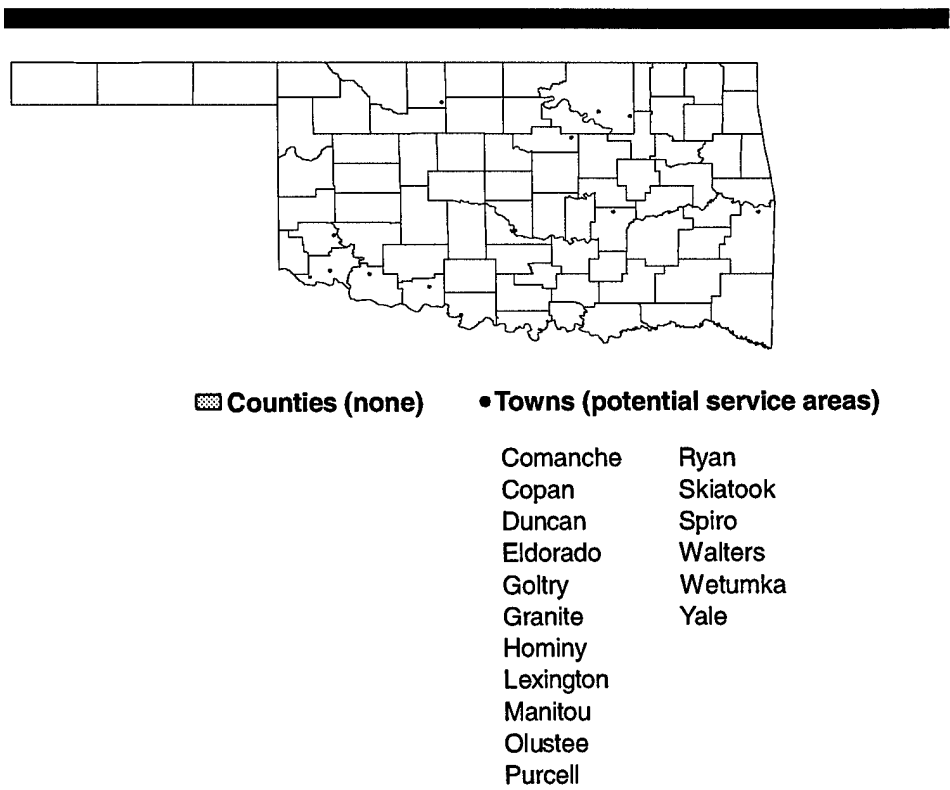 Counties (none)
•Towns (potential service areas)
Comanche
Copan
Duncan
Eldorado
Goltry
Granite
Hominy
Lexington
Manitou
Olustee
Purcell
Ryan
Skiatook
Spiro
Walters
Wetumka
Yale